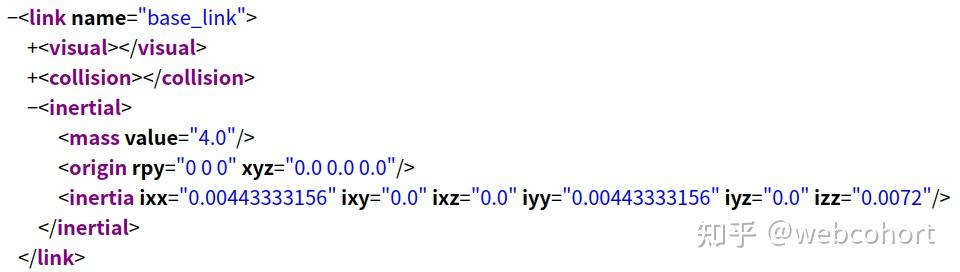 −<link name="base_link">
+<visual></visual>
+<collision></collision>
−<inertial>
<mass value="4.0"/>
<origin rpy="0 0 0" xyz="0.0 0.0 0.0"/>
<inertia ixx="0.00443333156" ixy="0.0" ixz="0.0" iyy="0.00443333156" iyz="0.0" izz="0.0072"/>
</inertial>
</link>
知乎 @webcohort